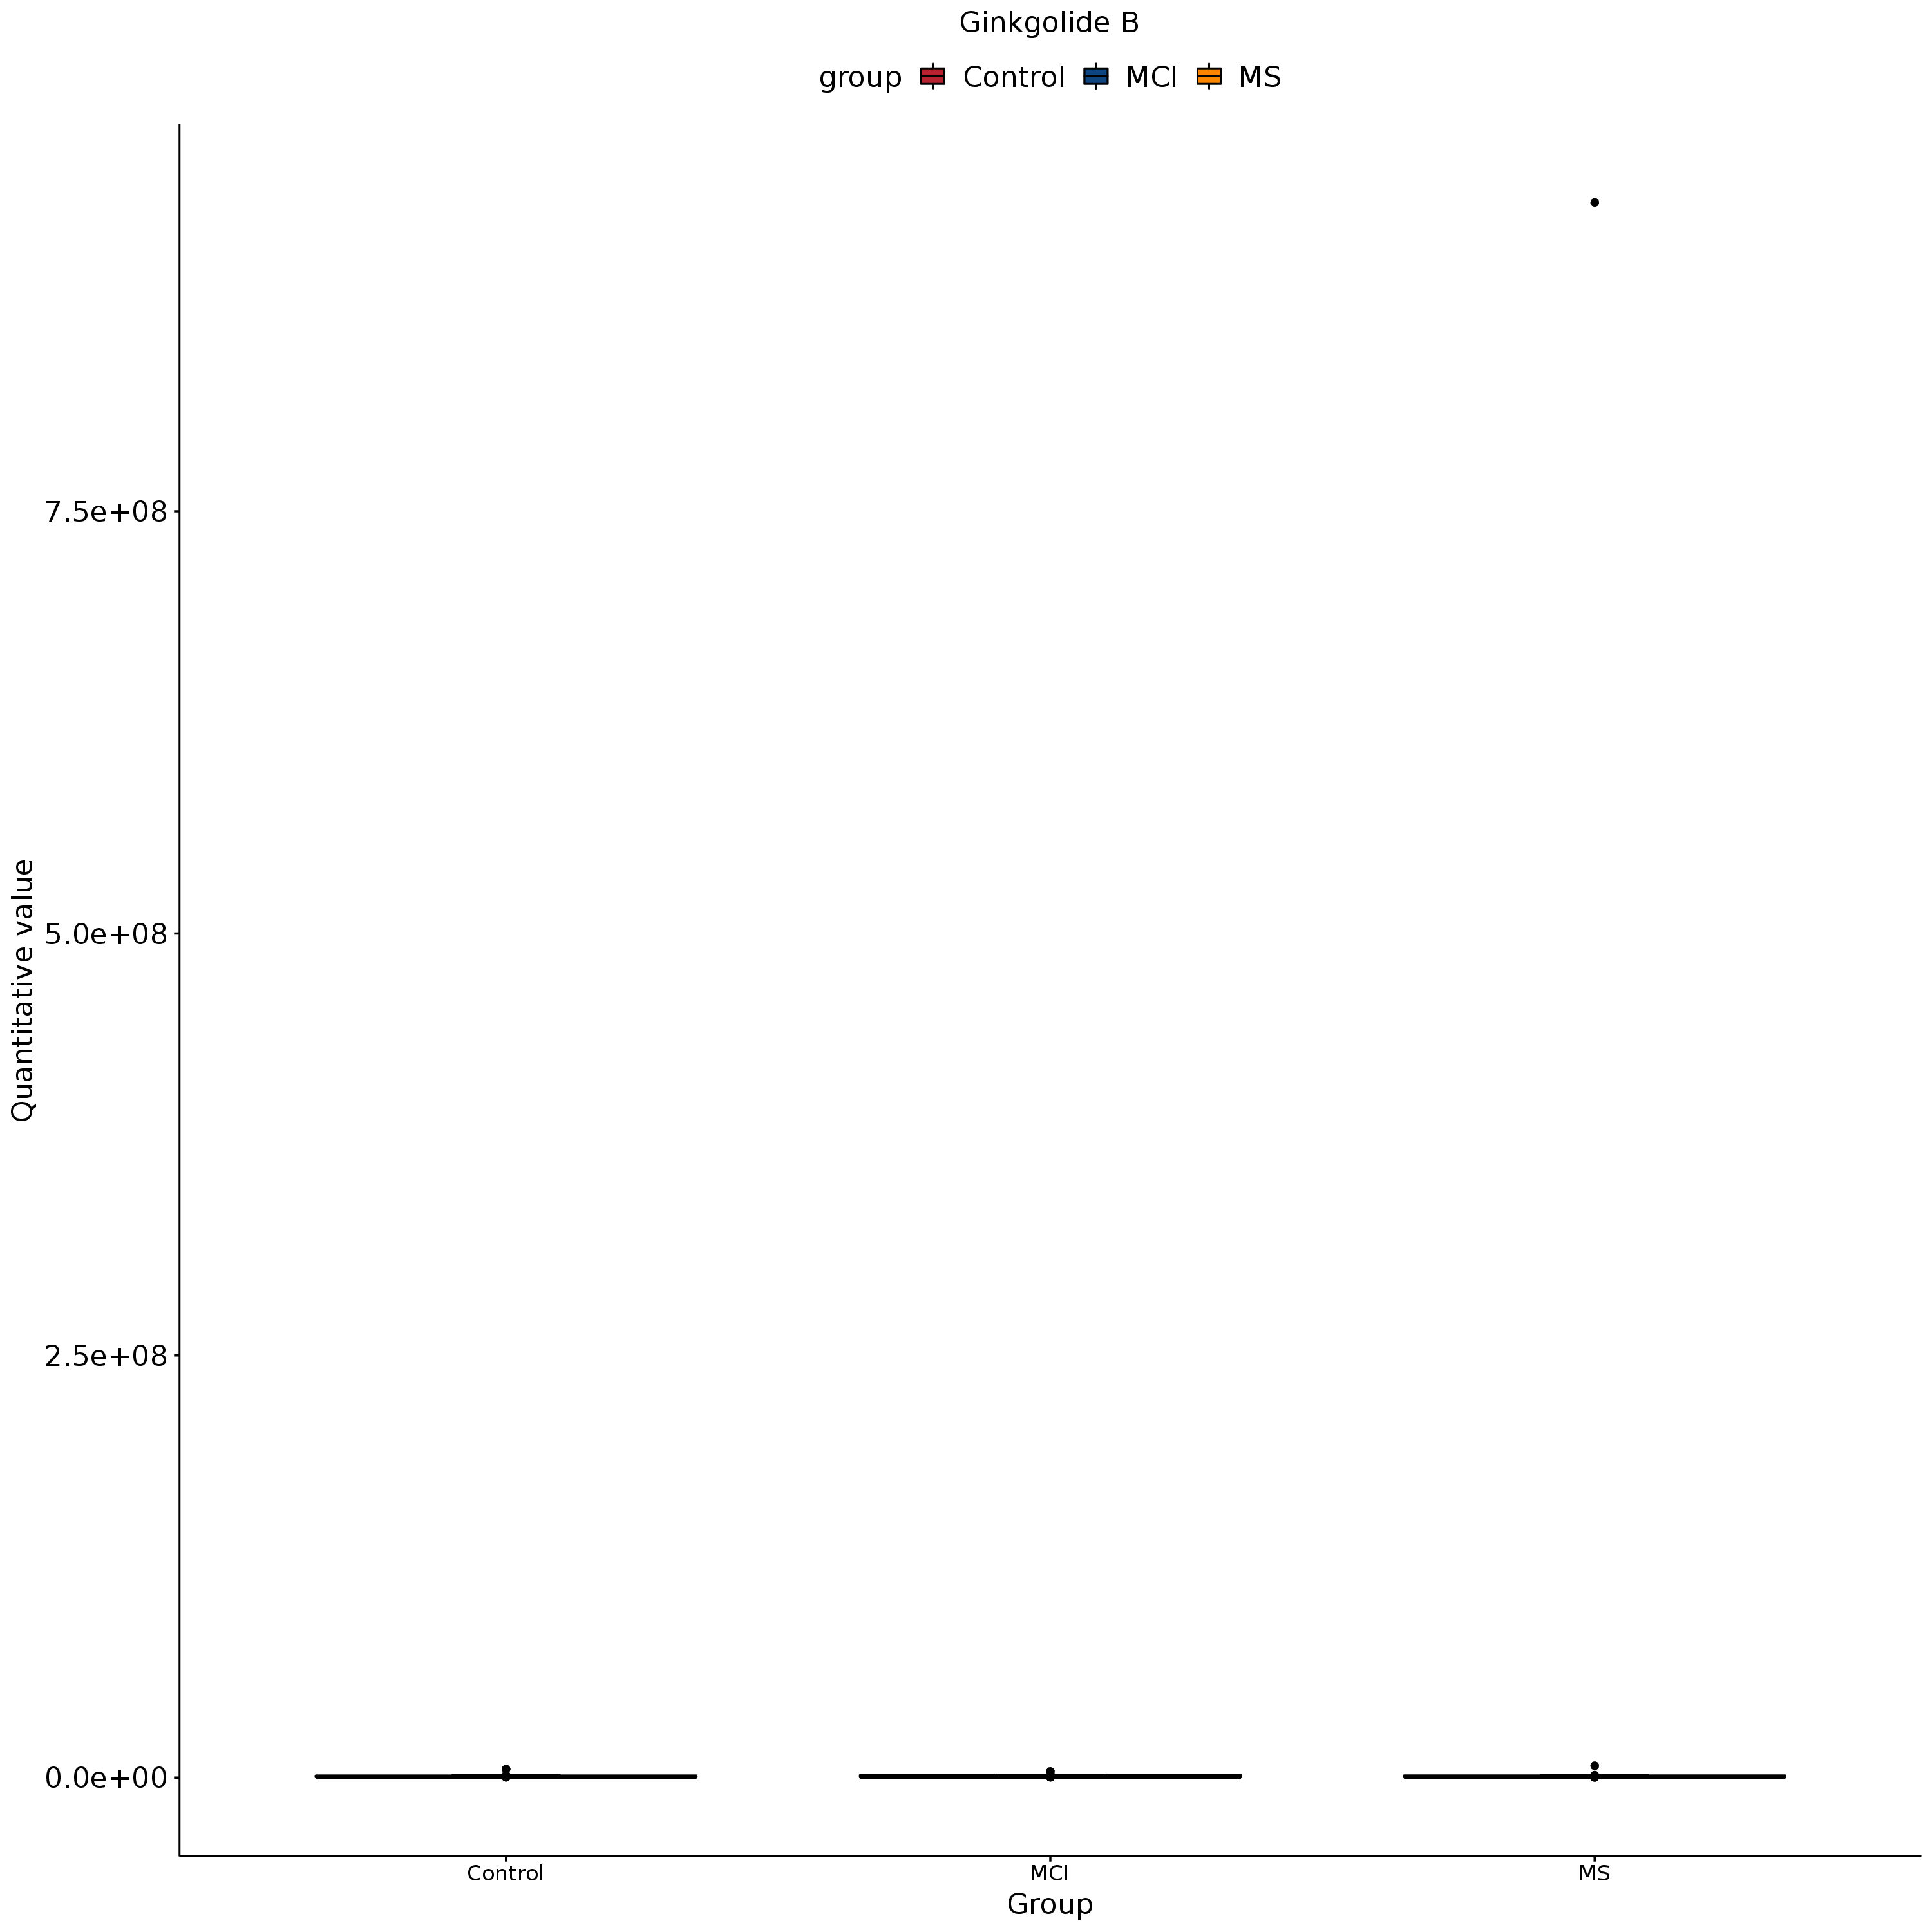 Ginkgolide B
group Control MCI MS
Quantitative value
7.5e+08
5.0e+08
2.5e+08
0.0e+00
Control MCI MS
Group